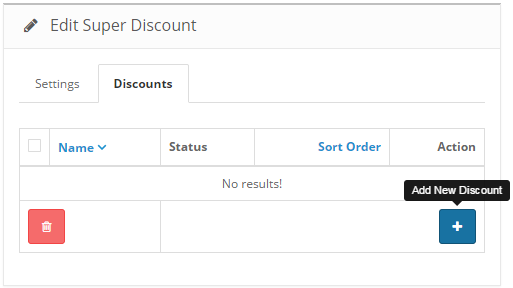 Edit Super Discount
Settings
Discounts
Name
Status
Sort Order
Action
No results!
Add New Discount